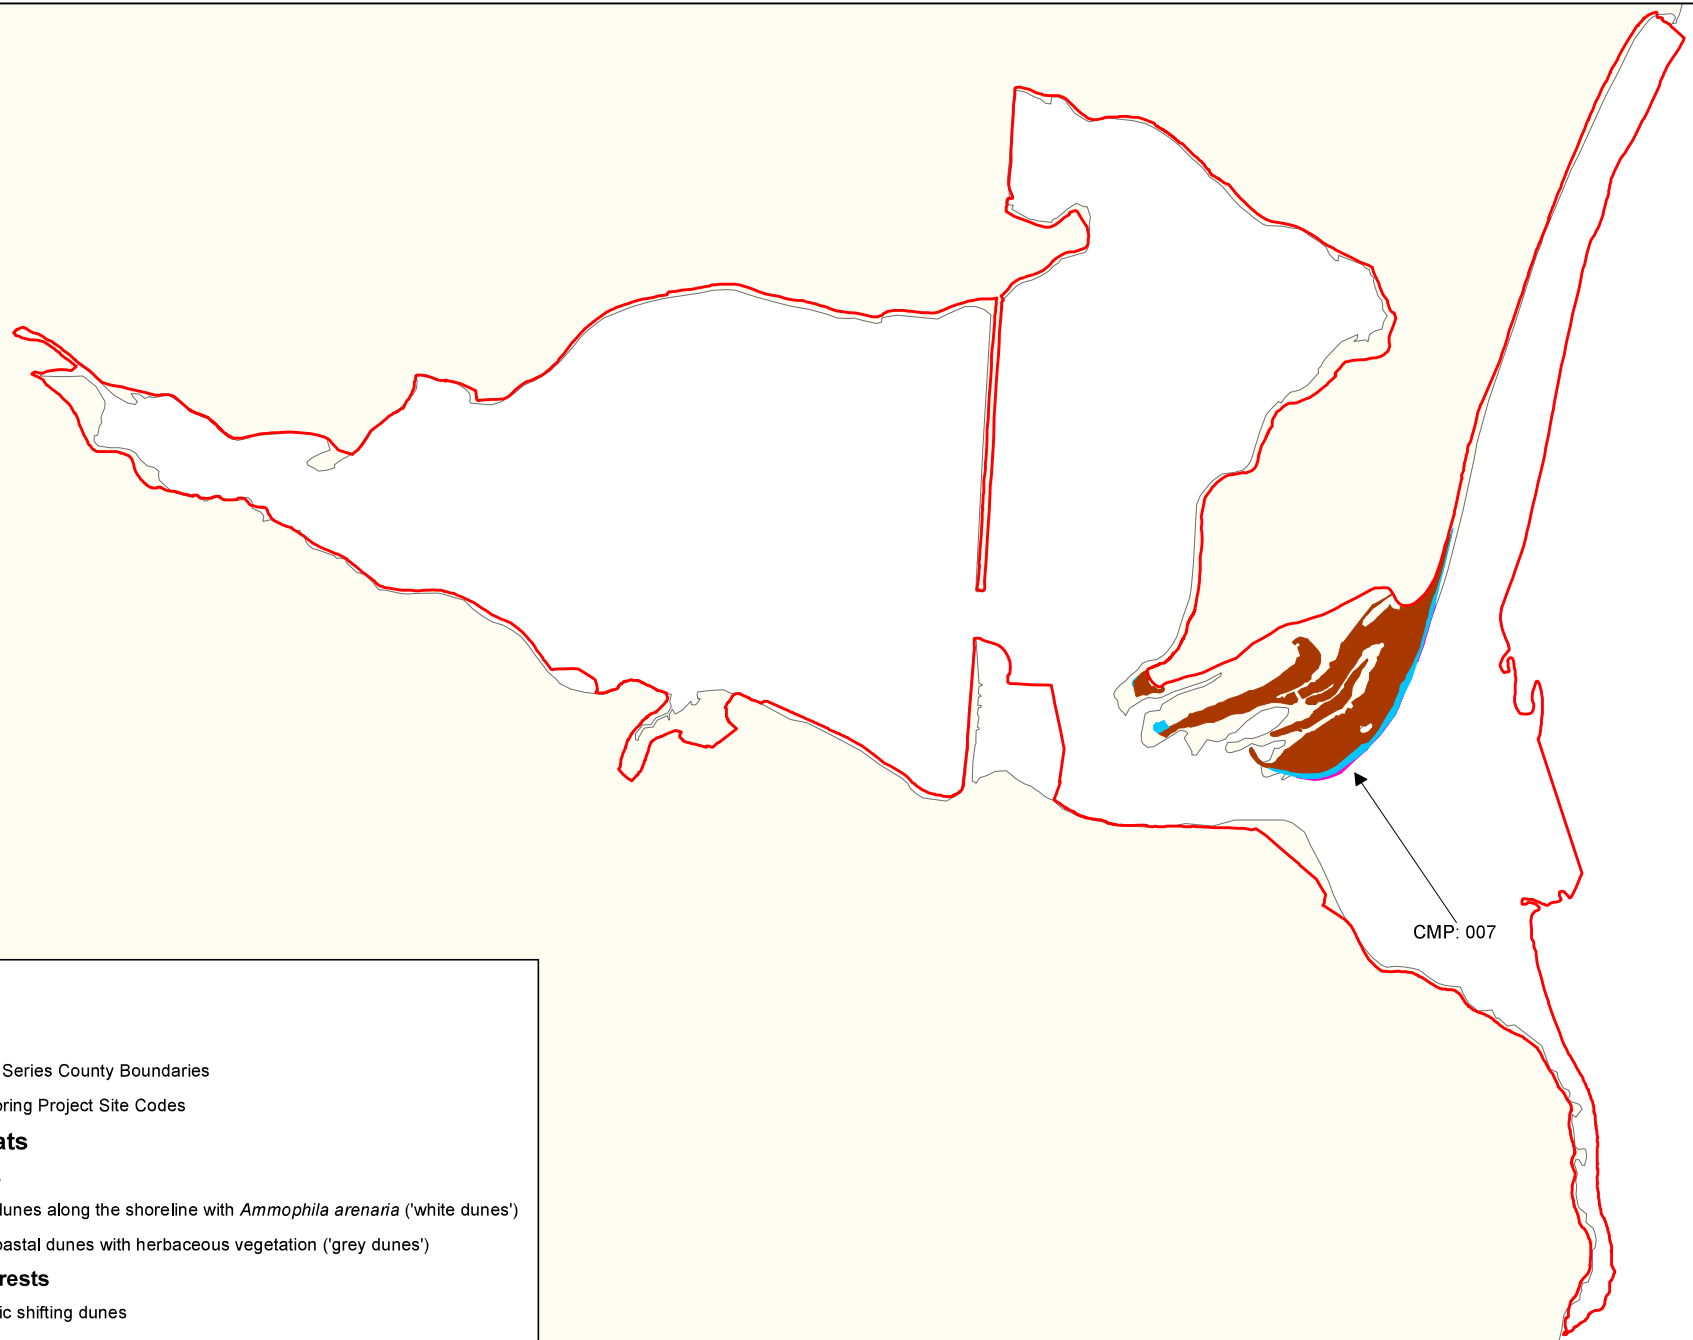 CMP: 007
Series County Boundaries
oring Project Site Codes
ats
dunes along the shoreline with Ammophila arenaria ('white dunes')
oastal dunes with herbaceous vegetation ('grey dunes')
rests
ic shifting dunes